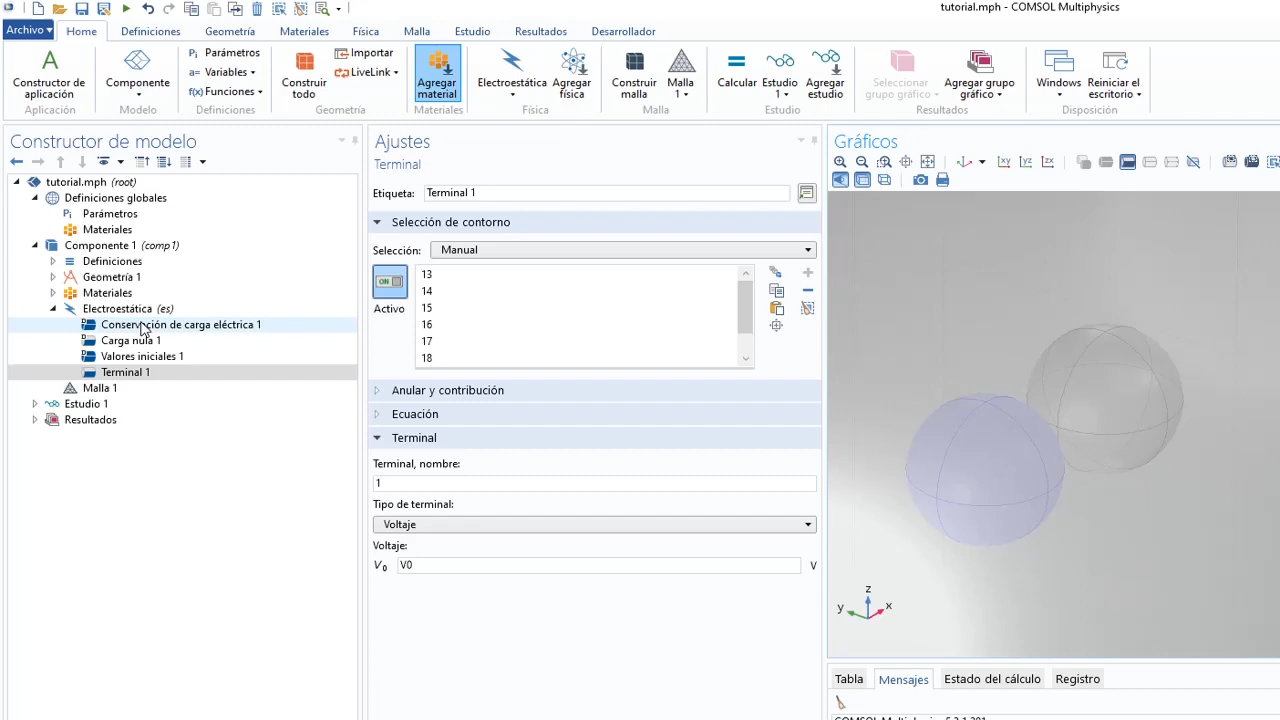 tutorial.mph - COMSOL Multiphysics
Archivo Home Definiciones Geometría Materiales Física Malla Estudio Resultados Desarrollador
Constructor de aplicación
Aplicación
Componente
Modelo
Pi Parámetros
a= Variables
f(x) Funciones
Definiciones
Construir todo
Importar
LiveLink
Geometría
Agregar material
Materiales
Electroestática
Agregar física
Física
Construir malla
Malla 1
Malla
Calcular
Estudio 1
Agregar estudio
Estudio
Seleccionar grupo gráfico
Agregar grupo gráfico
Resultados
Windows
Reiniciar el escritorio
Disposición
Constructor de modelo
tutorial.mph (root)
Definiciones globales
Pi Parámetros
Materiales
Componente 1 (comp1)
Definiciones
Geometría 1
Materiales
Electroestática (es)
Conservación de carga eléctrica 1
Carga nula 1
Valores iniciales 1
Terminal 1
Malla 1
Estudio 1
Resultados
Ajustes
Terminal
Etiqueta: Terminal 1
Selección de contorno
Selección: Manual
ON
Activo
13
14
15
16
17
18
Anular y contribución
Ecuación
Terminal
Terminal, nombre:
1
Tipo de terminal:
Voltaje
Voltaje:
V0 V0 V
Gráficos
xy yz zx
z
y x
Tabla Mensajes Estado del cálculo Registro